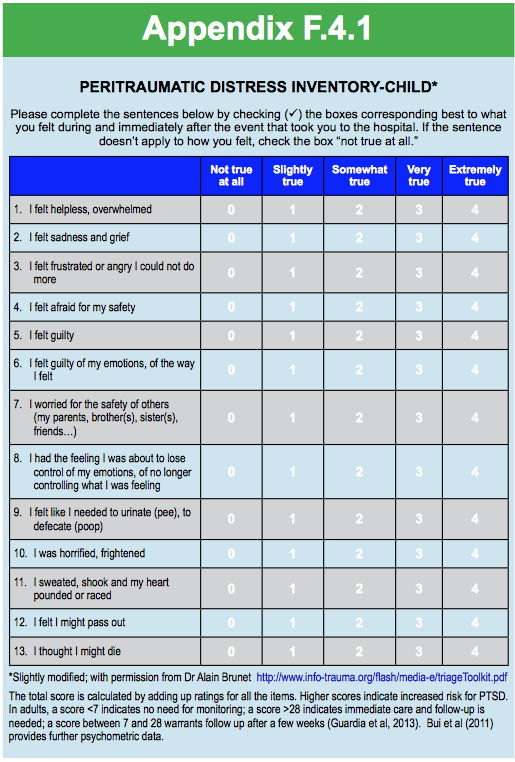 Appendix F.4.1
PERITRAUMATIC DISTRESS INVENTORY-CHILD*
Please complete the sentences below by checking (✓) the boxes corresponding best to what
you felt during and immediately after the event that took you to the hospital. If the sentence
doesn’t apply to how you felt, check the box “not true at all.”
Not true at all Slightly true Somewhat true Very true Extremely true
1. I felt helpless, overwhelmed 0 1 2 3 4
2. I felt sadness and grief 0 1 2 3 4
3. I felt frustrated or angry I could not do
more 0 1 2 3 4
4. I felt afraid for my safety 0 1 2 3 4
5. I felt guilty 0 1 2 3 4
6. I felt guilty of my emotions, of the way
I felt 0 1 2 3 4
7. I worried for the safety of others
(my parents, brother(s), sister(s),
friends…) 0 1 2 3 4
8. I had the feeling I was about to lose
control of my emotions, of no longer
controlling what I was feeling 0 1 2 3 4
9. I felt like I needed to urinate (pee), to
defecate (poop) 0 1 2 3 4
10. I was horrified, frightened 0 1 2 3 4
11. I sweated, shook and my heart
pounded or raced 0 1 2 3 4
12. I felt I might pass out 0 1 2 3 4
13. I thought I might die 0 1 2 3 4
*Slightly modified; with permission from Dr Alain Brunet http://www.info-trauma.org/flash/media-e/triageToolkit.pdf
The total score is calculated by adding up ratings for all the items. Higher scores indicate increased risk for PTSD.
In adults, a score <7 indicates no need for monitoring; a score >28 indicates immediate care and follow-up is
needed; a score between 7 and 28 warrants follow up after a few weeks (Guardia et al, 2013). Bui et al (2011)
provides further psychometric data.